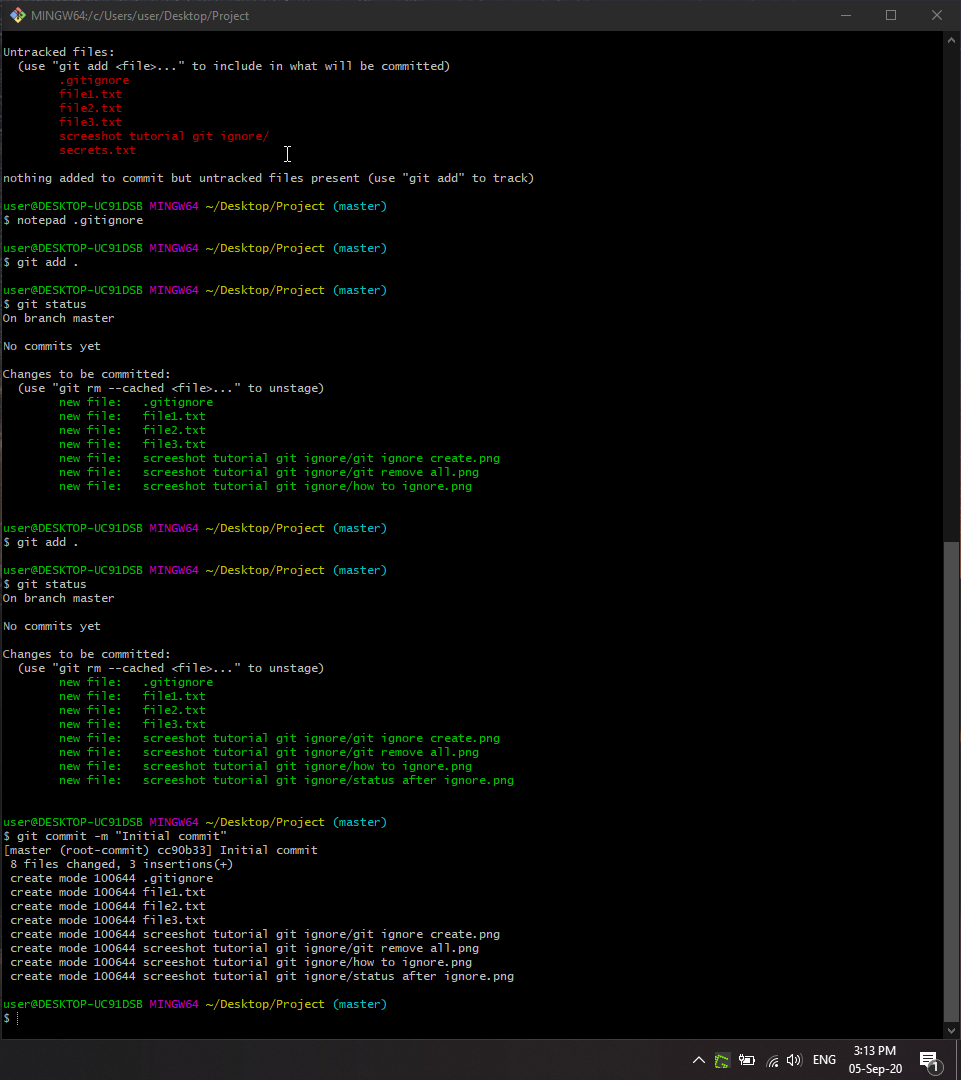 MINGW64:/c/Users/user/Desktop/Project
Untracked files:
  (use "git add <file>..." to include in what will be committed)
        .gitignore
        file1.txt
        file2.txt
        file3.txt
        screeshot tutorial git ignore/
        secrets.txt
nothing added to commit but untracked files present (use "git add" to track)
user@DESKTOP-UC91DSB MINGW64 ~/Desktop/Project (master)
$ notepad .gitignore
user@DESKTOP-UC91DSB MINGW64 ~/Desktop/Project (master)
$ git add .
user@DESKTOP-UC91DSB MINGW64 ~/Desktop/Project (master)
$ git status
On branch master
No commits yet
Changes to be committed:
  (use "git rm --cached <file>..." to unstage)
        new file:   .gitignore
        new file:   file1.txt
        new file:   file2.txt
        new file:   file3.txt
        new file:   screeshot tutorial git ignore/git ignore create.png
        new file:   screeshot tutorial git ignore/git remove all.png
        new file:   screeshot tutorial git ignore/how to ignore.png
user@DESKTOP-UC91DSB MINGW64 ~/Desktop/Project (master)
$ git add .
user@DESKTOP-UC91DSB MINGW64 ~/Desktop/Project (master)
$ git status
On branch master
No commits yet
Changes to be committed:
  (use "git rm --cached <file>..." to unstage)
        new file:   .gitignore
        new file:   file1.txt
        new file:   file2.txt
        new file:   file3.txt
        new file:   screeshot tutorial git ignore/git ignore create.png
        new file:   screeshot tutorial git ignore/git remove all.png
        new file:   screeshot tutorial git ignore/how to ignore.png
        new file:   screeshot tutorial git ignore/status after ignore.png
user@DESKTOP-UC91DSB MINGW64 ~/Desktop/Project (master)
$ git commit -m "Initial commit"
[master (root-commit) cc90b33] Initial commit
 8 files changed, 3 insertions(+)
 create mode 100644 .gitignore
 create mode 100644 file1.txt
 create mode 100644 file2.txt
 create mode 100644 file3.txt
 create mode 100644 screeshot tutorial git ignore/git ignore create.png
 create mode 100644 screeshot tutorial git ignore/git remove all.png
 create mode 100644 screeshot tutorial git ignore/how to ignore.png
 create mode 100644 screeshot tutorial git ignore/status after ignore.png
user@DESKTOP-UC91DSB MINGW64 ~/Desktop/Project (master)
$
ENG
3:13 PM
05-Sep-20
1